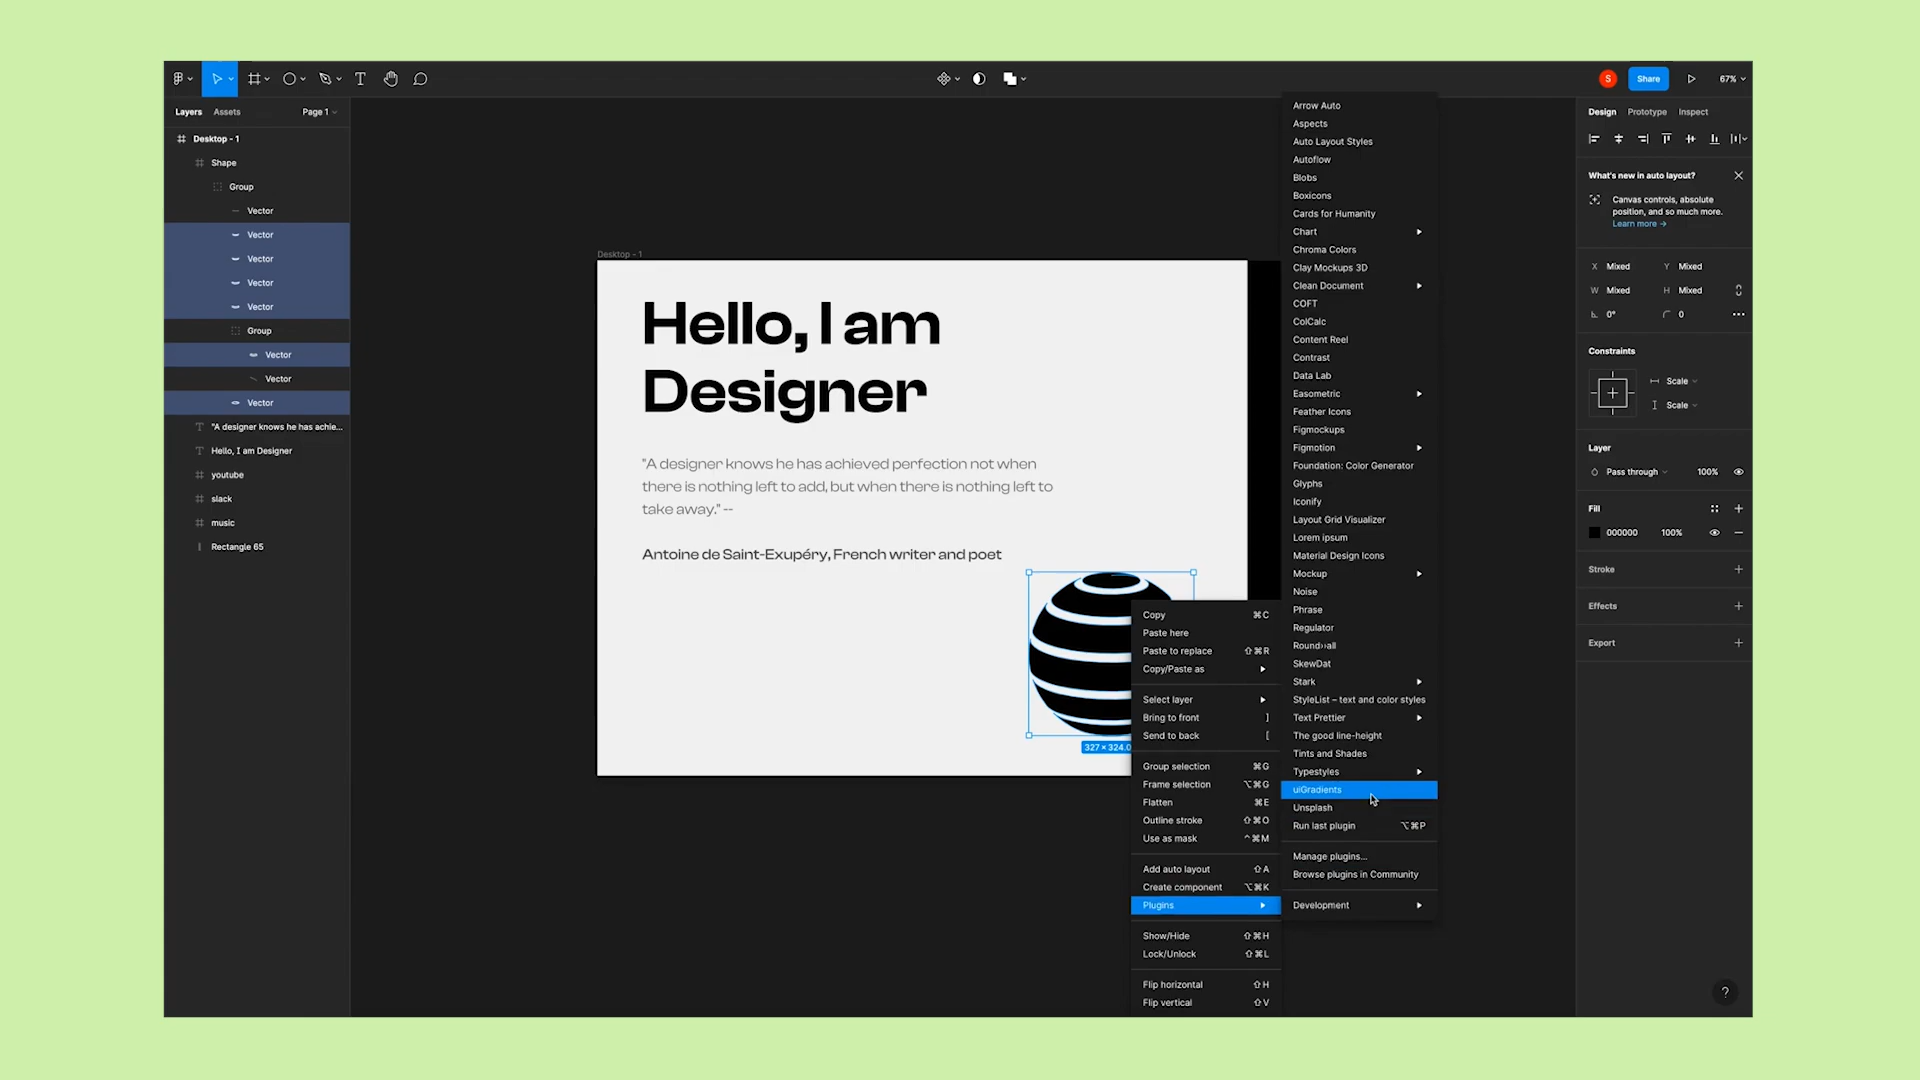 S
Share
67%
Layers
Assets
Page 1
Desktop - 1
Shape
Group
Vector
Vector
Vector
Vector
Vector
Group
Vector
Vector
Vector
"A designer knows he has achie...
Hello, I am Designer
youtube
slack
music
Rectangle 65
Desktop - 1
Hello, I am
Designer
"A designer knows he has achieved perfection not when
there is nothing left to add, but when there is nothing left to
take away." --
Antoine de Saint-Exupéry, French writer and poet
327 × 324.0
Copy ⌘C
Paste here
Paste to replace ⇧⌘R
Copy/Paste as
Select layer
Bring to front ]
Send to back [
Group selection ⌘G
Frame selection ⌥⌘G
Flatten ⌘E
Outline stroke ⇧⌘O
Use as mask ^⌘M
Add auto layout ⇧A
Create component ⌥⌘K
Plugins
Show/Hide ⇧⌘H
Lock/Unlock ⇧⌘L
Flip horizontal ⇧H
Flip vertical ⇧V
Arrow Auto
Aspects
Auto Layout Styles
Autoflow
Blobs
Boxicons
Cards for Humanity
Chart
Chroma Colors
Clay Mockups 3D
Clean Document
COFT
ColCalc
Content Reel
Contrast
Data Lab
Easometric
Feather Icons
Figmockups
Figmotion
Foundation: Color Generator
Glyphs
Iconify
Layout Grid Visualizer
Lorem ipsum
Material Design Icons
Mockup
Noise
Phrase
Regulator
Round›‹all
SkewDat
Stark
StyleList – text and color styles
Text Prettier
The good line-height
Tints and Shades
Typestyles
uiGradients
Unsplash
Run last plugin ⌥⌘P
Manage plugins...
Browse plugins in Community
Development
Design
Prototype
Inspect
What's new in auto layout?
Canvas controls, absolute
position, and so much more.
Learn more →
X Mixed Y Mixed
W Mixed H Mixed
0° 0
Constraints
Scale
Scale
Layer
Pass through 100%
Fill
000000 100%
Stroke
Effects
Export
?